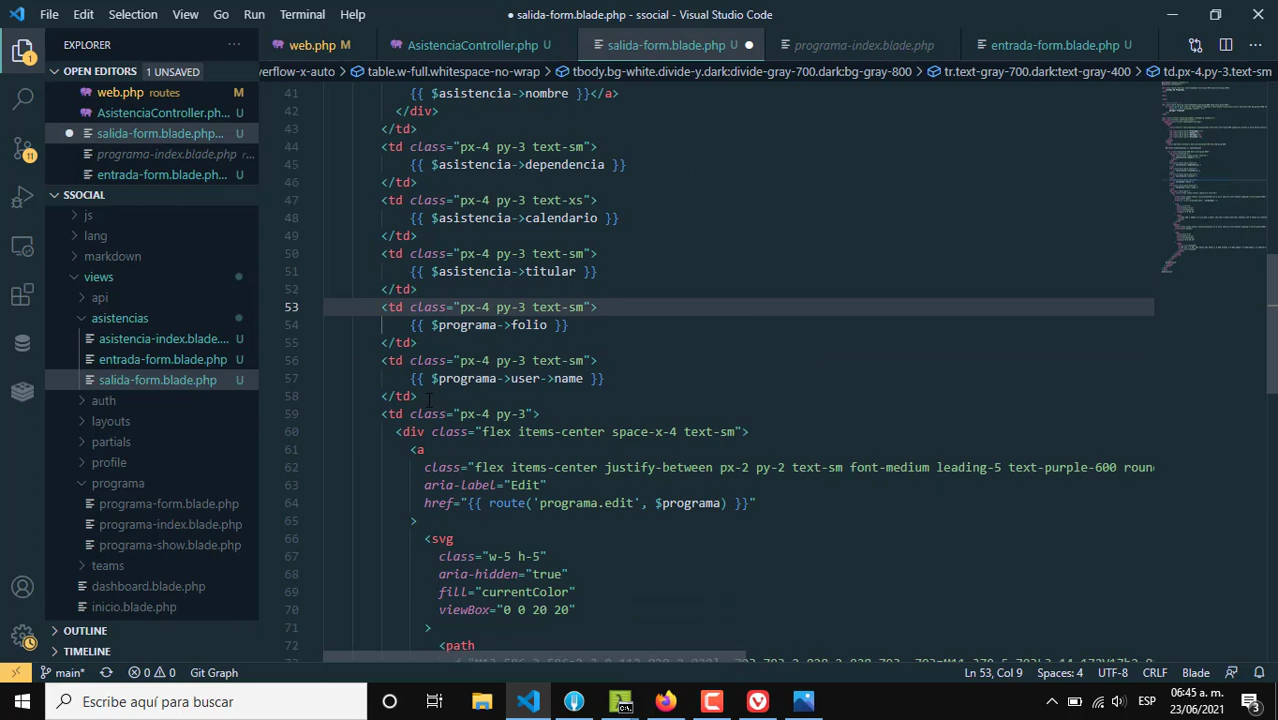 File Edit Selection View Go Run Terminal Help
● salida-form.blade.php - ssocial - Visual Studio Code
EXPLORER
web.php M
AsistenciaController.php U
salida-form.blade.php
programa-index.blade.php
entrada-form.blade.php U
OPEN EDITORS 1 UNSAVED
verflow-x-auto > table.w-full.whitespace-no-wrap > tbody.bg-white.divide-y.dark:divide-gray-700.dark:bg-gray-800 > tr.text-gray-700.dark:text-gray-400 > td.px-4.py-3.text-sm
web.php routes M
AsistenciaController.ph... U
salida-form.blade.php...
programa-index.blade.php ...
entrada-form.blade.ph... U
SSOCIAL
js
lang
markdown
views
api
asistencias
asistencia-index.blade.... U
entrada-form.blade.php U
salida-form.blade.php U
auth
layouts
partials
profile
programa
programa-form.blade.php
programa-index.blade.php
programa-show.blade.php
teams
dashboard.blade.php
inicio.blade.php
OUTLINE
TIMELINE
1
11
41 {{ $asistencia->nombre }}</a>
42 </div>
43 </td>
44 <td class="px-4 py-3 text-sm">
45 {{ $asistencia->dependencia }}
46 </td>
47 <td class="px-4 py-3 text-xs">
48 {{ $asistencia->calendario }}
49 </td>
50 <td class="px-4 py-3 text-sm">
51 {{ $asistencia->titular }}
52 </td>
53 <td class="px-4 py-3 text-sm">
54 {{ $programa->folio }}
55 </td>
56 <td class="px-4 py-3 text-sm">
57 {{ $programa->user->name }}
58 </td>
59 <td class="px-4 py-3">
60 <div class="flex items-center space-x-4 text-sm">
61 <a
62 class="flex items-center justify-between px-2 py-2 text-sm font-medium leading-5 text-purple-600 roun
63 aria-label="Edit"
64 href="{{ route('programa.edit', $programa) }}"
65 >
66 <svg
67 class="w-5 h-5"
68 aria-hidden="true"
69 fill="currentColor"
70 viewBox="0 0 20 20"
71 >
72 <path
main* 0 0 Git Graph
Ln 53, Col 9 Spaces: 4 UTF-8 CRLF Blade
Escribe aquí para buscar
ESP
06:45 a. m.
23/06/2021
3